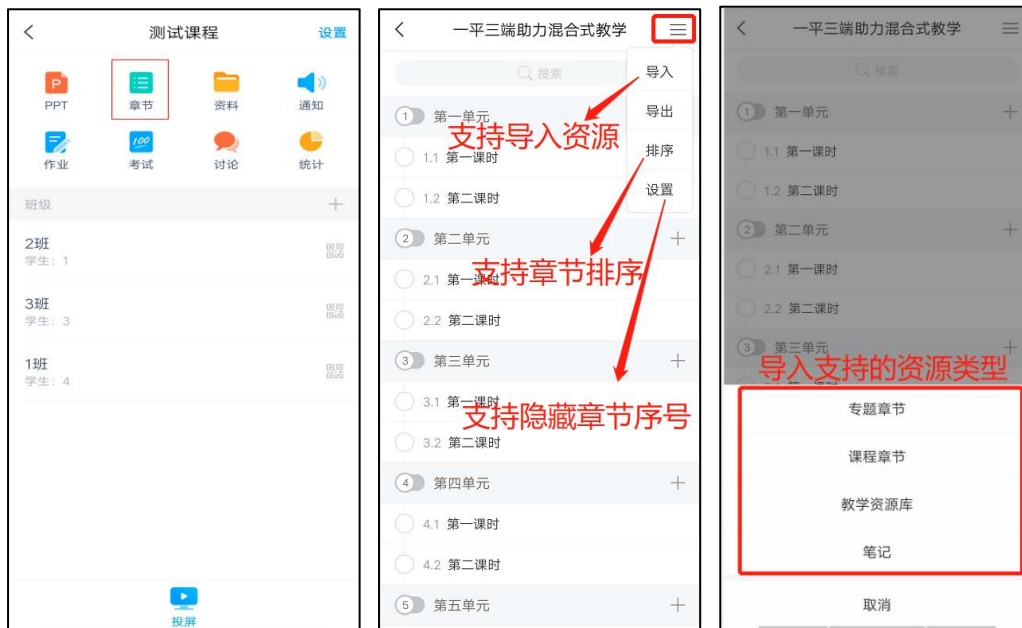 测试课程
设置
PPT
章节
资料
通知
作业
考试
讨论
统计
班级
2班
学生：1
3班
学生：3
1班
学生：4
投屏
一平三端助力混合式教学
搜索
导入
导出
排序
设置
支持导入资源
支持章节排序
支持隐藏章节序号
1 第一单元
1.1 第一课时
1.2 第二课时
2 第二单元
2.1 第一课时
2.2 第二课时
3 第三单元
3.1 第一课时
3.2 第二课时
4 第四单元
4.1 第一课时
4.2 第二课时
5 第五单元
一平三端助力混合式教学
搜索
1 第一单元
1.1 第一课时
1.2 第二课时
2 第二单元
2.1 第一课时
2.2 第二课时
3 第三单元
导入支持的资源类型
专题章节
课程章节
教学资源库
笔记
取消